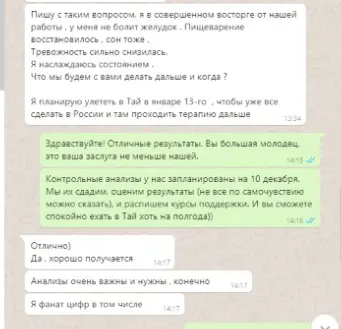 Пишу с таким вопросом. я в совершенном восторге от нашей
работы , у меня не болит желудок . Пищеварение
восстановилось , сон тоже .
Тревожность сильно снизилась.
Я наслаждаюсь состоянием .
Что мы будем с вами делать дальше и когда ?
Я планирую улететь в Тай в январе 13-го , чтобы уже все
сделать в России и там проходить терапию дальше
13:34
Здравствуйте! Отличные результаты. Вы большая молодец,
это ваша заслуга не меньше нашей.
14:15
Контрольные анализы у нас запланированы на 10 декабря.
Мы их сдадим, оценим результаты (не все по самочувствию
можно сказать), и распишем курсы поддержки. И вы сможете
спокойно ехать в Тай хоть на полгода))
14:16
Отлично)
Да , хорошо получается
14:17
Анализы очень важны и нужны , конечно
14:17
Я фанат цифр в том числе
14:17